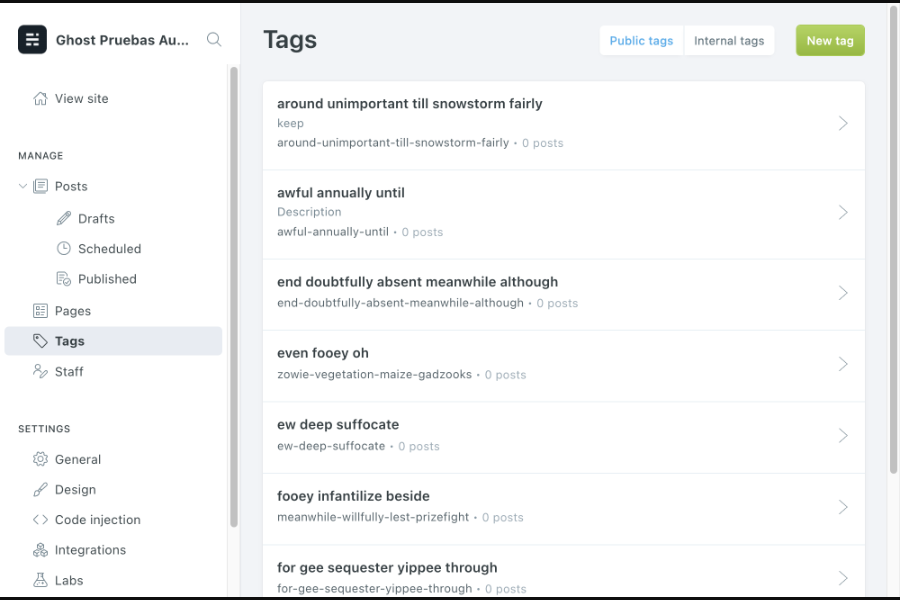 Ghost Pruebas Au...
View site
MANAGE
Posts
Drafts
Scheduled
Published
Pages
Tags
Staff
SETTINGS
General
Design
Code injection
Integrations
Labs
Tags
Public tags
Internal tags
New tag
around unimportant till snowstorm fairly
keep
around-unimportant-till-snowstorm-fairly • 0 posts
awful annually until
Description
awful-annually-until • 0 posts
end doubtfully absent meanwhile although
end-doubtfully-absent-meanwhile-although • 0 posts
even fooey oh
zowie-vegetation-maize-gadzooks • 0 posts
ew deep suffocate
ew-deep-suffocate • 0 posts
fooey infantilize beside
meanwhile-willfully-lest-prizefight • 0 posts
for gee sequester yippee through
for-gee-sequester-yippee-through • 0 posts